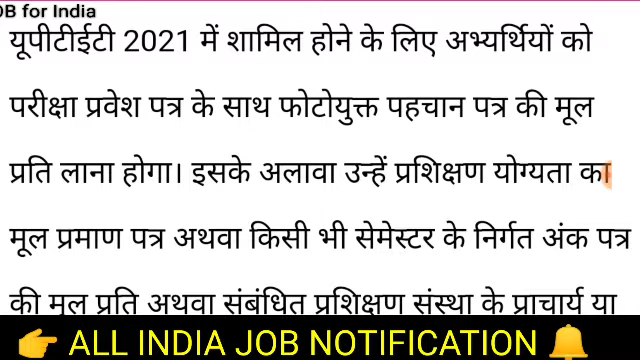 OB for India
यूपीटीईटी 2021 में शामिल होने के लिए अभ्यर्थियों को
परीक्षा प्रवेश पत्र के साथ फोटोयुक्त पहचान पत्र की मूल
प्रति लाना होगा। इसके अलावा उन्हें प्रशिक्षण योग्यता का
मूल प्रमाण पत्र अथवा किसी भी सेमेस्टर के निर्गत अंक पत्र
की मूल प्रति अथवा संबंधित प्रशिक्षण संस्था के प्राचार्य या
👉 ALL INDIA JOB NOTIFICATION 🔔